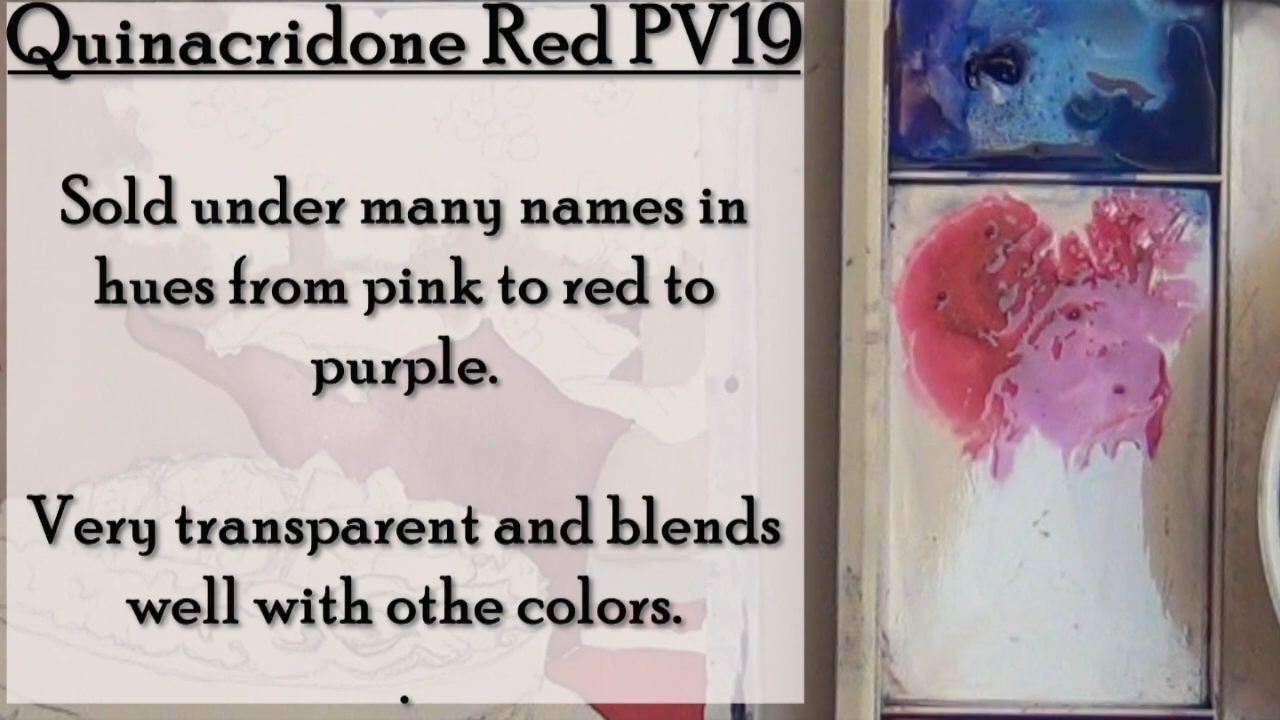 Quinacridone Red PV19
Sold under many names in
hues from pink to red to
purple.
Very transparent and blends
well with othe colors.
.